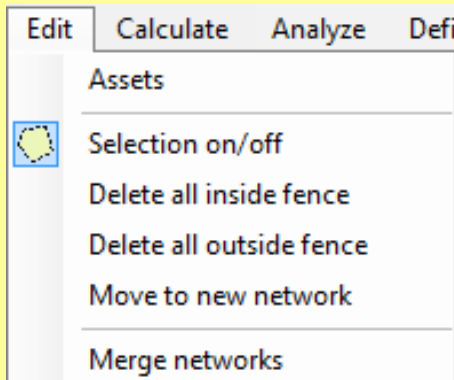 Edit Calculate Analyze Defi
Assets
Selection on/off
Delete all inside fence
Delete all outside fence
Move to new network
Merge networks